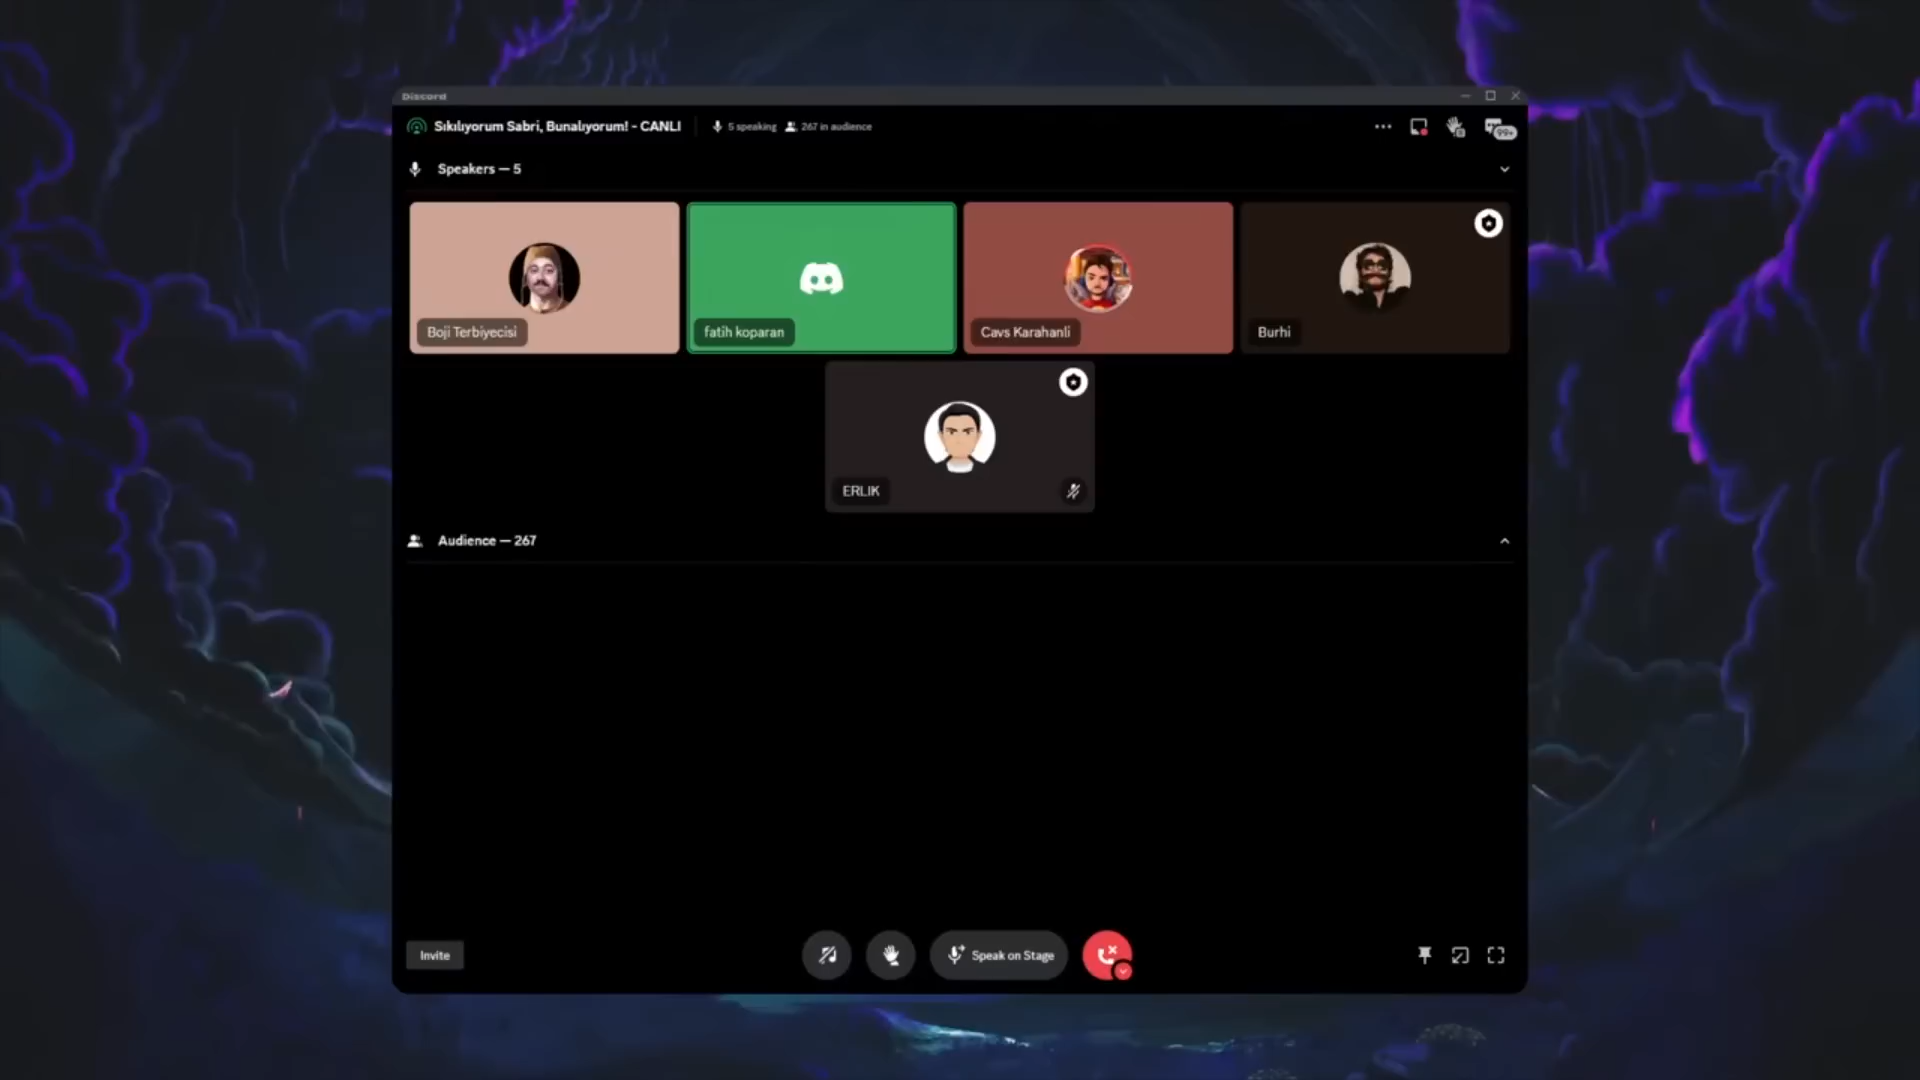 Discord
Sıkılıyorum Sabri, Bunalıyorum! - CANLI
5 speaking
267 in audience
99+
Speakers — 5
Boji Terbiyecisi
fatih koparan
Cavs Karahanli
Burhi
ERLIK
Audience — 267
Invite
Speak on Stage